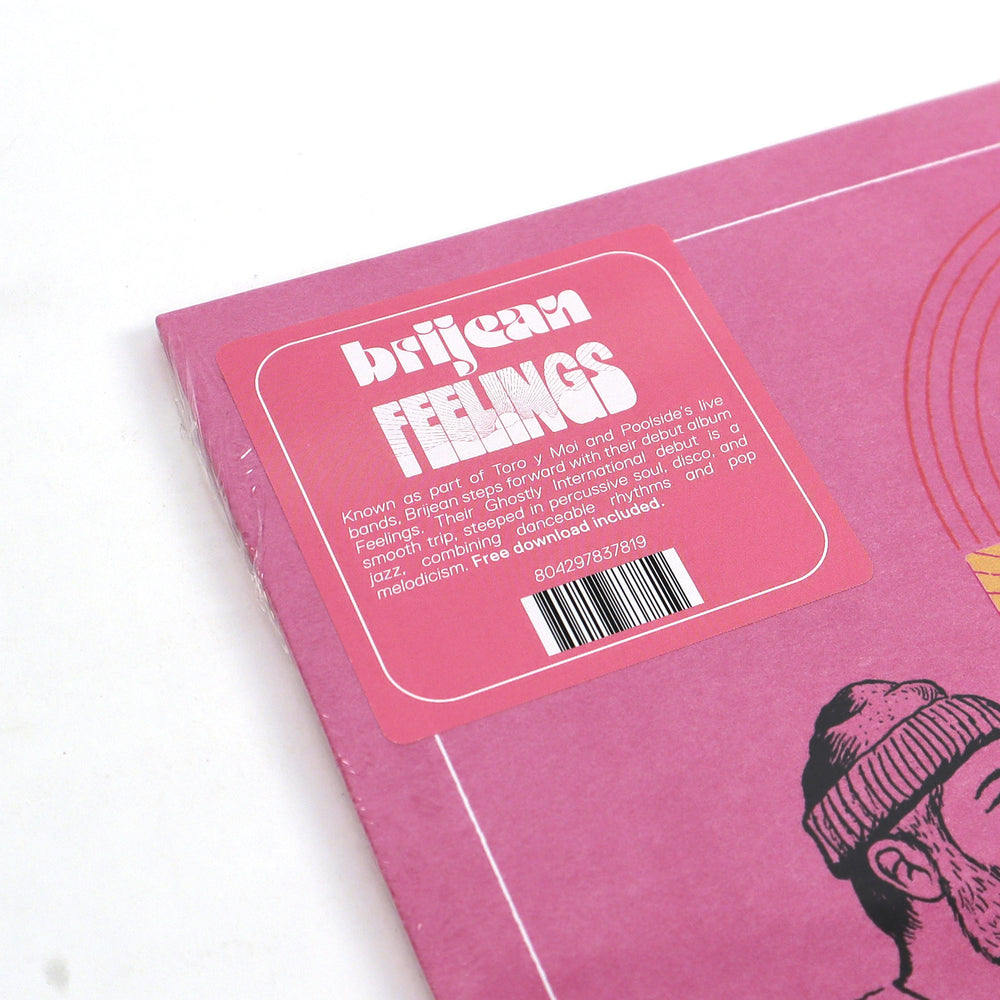 brijean
FEELINGS
Known as part of Toro y Moi and Poolside's live
bands, Brijean steps forward with their debut album
Feelings. Their Ghostly International debut is a
smooth trip, steeped in percussive soul, disco, and
jazz, combining danceable rhythms and pop
melodicism. Free download included.
804297837819